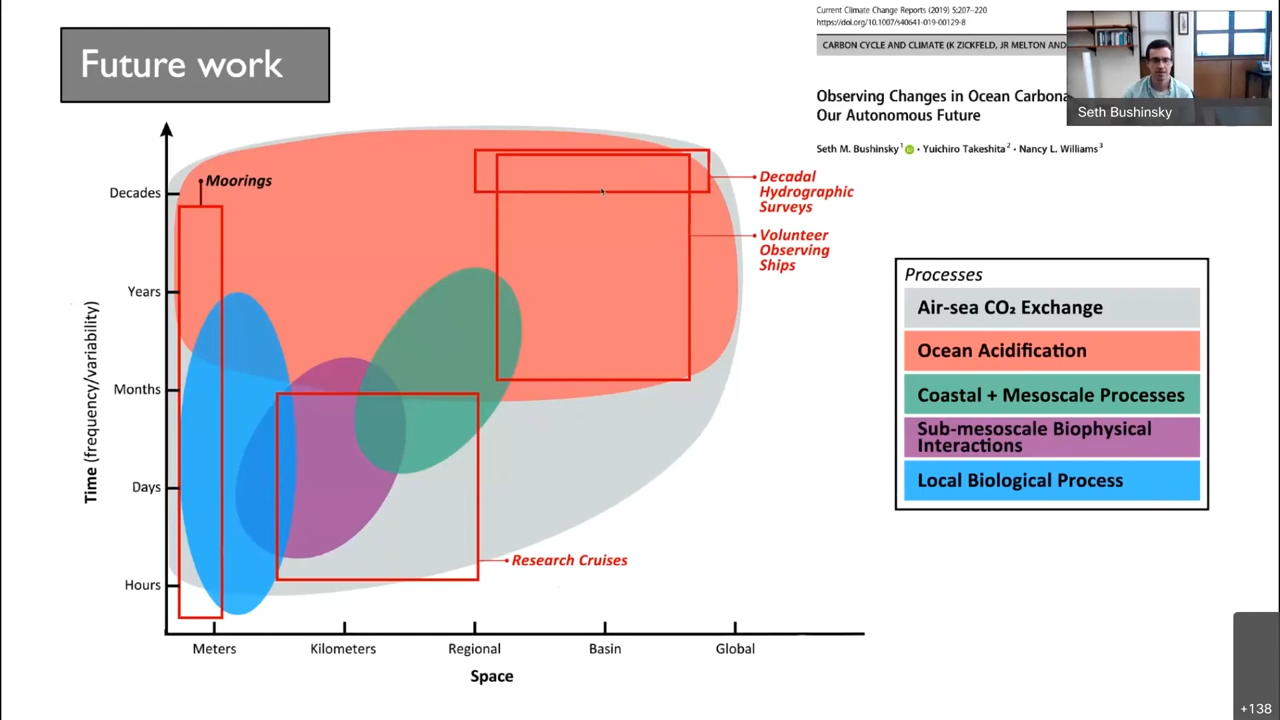 Future work
Current Climate Change Reports (2019) 5:207–220
https://doi.org/10.1007/s40641-019-00129-8
CARBON CYCLE AND CLIMATE (K ZICKFELD, JR MELTON AND
Observing Changes in Ocean Carbona
Our Autonomous Future
Seth M. Bushinsky 1 · Yuichiro Takeshita 2 · Nancy L. Williams 3
Seth Bushinsky
Time (frequency/variability)
Decades
Years
Months
Days
Hours
Moorings
Decadal
Hydrographic
Surveys
Volunteer
Observing
Ships
Research Cruises
Meters
Kilometers
Regional
Basin
Global
Space
Processes
Air-sea CO₂ Exchange
Ocean Acidification
Coastal + Mesoscale Processes
Sub-mesoscale Biophysical
Interactions
Local Biological Process
+138